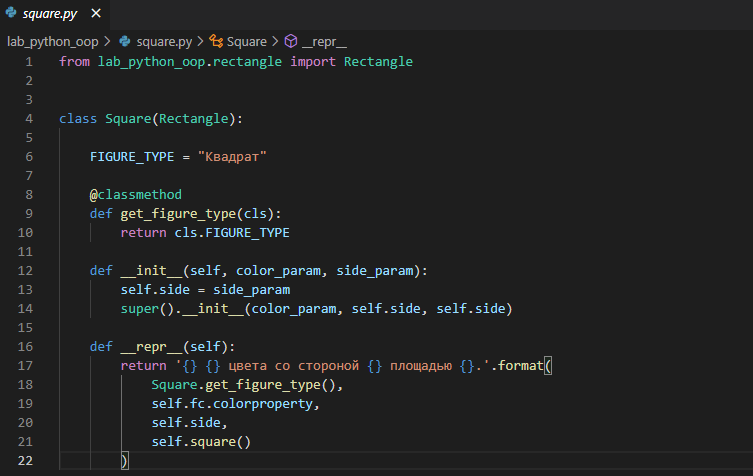 square.py ×
lab_python_oop > square.py > Square > __repr__
1 from lab_python_oop.rectangle import Rectangle
2
3
4 class Square(Rectangle):
5
6     FIGURE_TYPE = "Квадрат"
7
8     @classmethod
9     def get_figure_type(cls):
10         return cls.FIGURE_TYPE
11
12     def __init__(self, color_param, side_param):
13         self.side = side_param
14         super().__init__(color_param, self.side, self.side)
15
16     def __repr__(self):
17         return '{} {} цвета со стороной {} площадью {}.'.format(
18             Square.get_figure_type(),
19             self.fc.colorproperty,
20             self.side,
21             self.square()
22         )